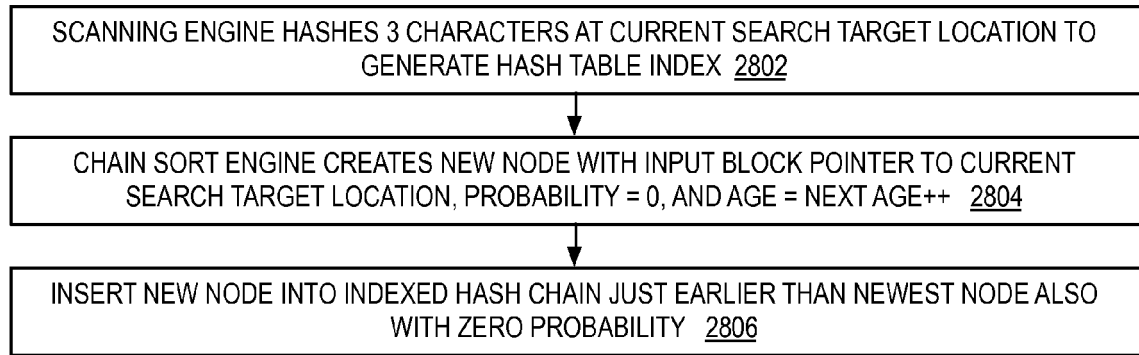 SCANNING ENGINE HASHES 3 CHARACTERS AT CURRENT SEARCH TARGET LOCATION TO
GENERATE HASH TABLE INDEX 2802
CHAIN SORT ENGINE CREATES NEW NODE WITH INPUT BLOCK POINTER TO CURRENT
SEARCH TARGET LOCATION, PROBABILITY = 0, AND AGE = NEXT AGE++ 2804
INSERT NEW NODE INTO INDEXED HASH CHAIN JUST EARLIER THAN NEWEST NODE ALSO
WITH ZERO PROBABILITY 2806